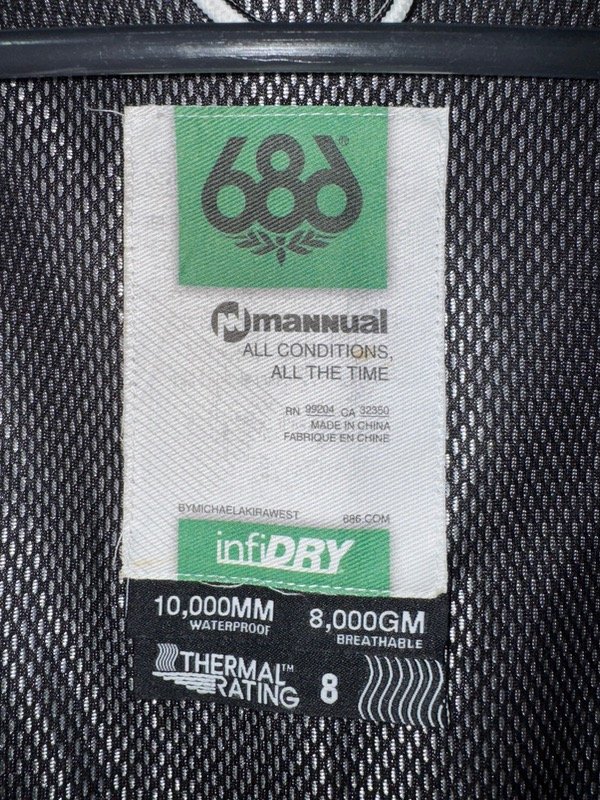 686®
mannual
ALL CONDITIONS,
ALL THE TIME
RN 99204 CA 32350
MADE IN CHINA
FABRIQUE EN CHINE
BYMICHAELAKIRAWEST 686.COM
infiDRY
10,000MM 8,000GM
WATERPROOF BREATHABLE
THERMAL™
RATING 8